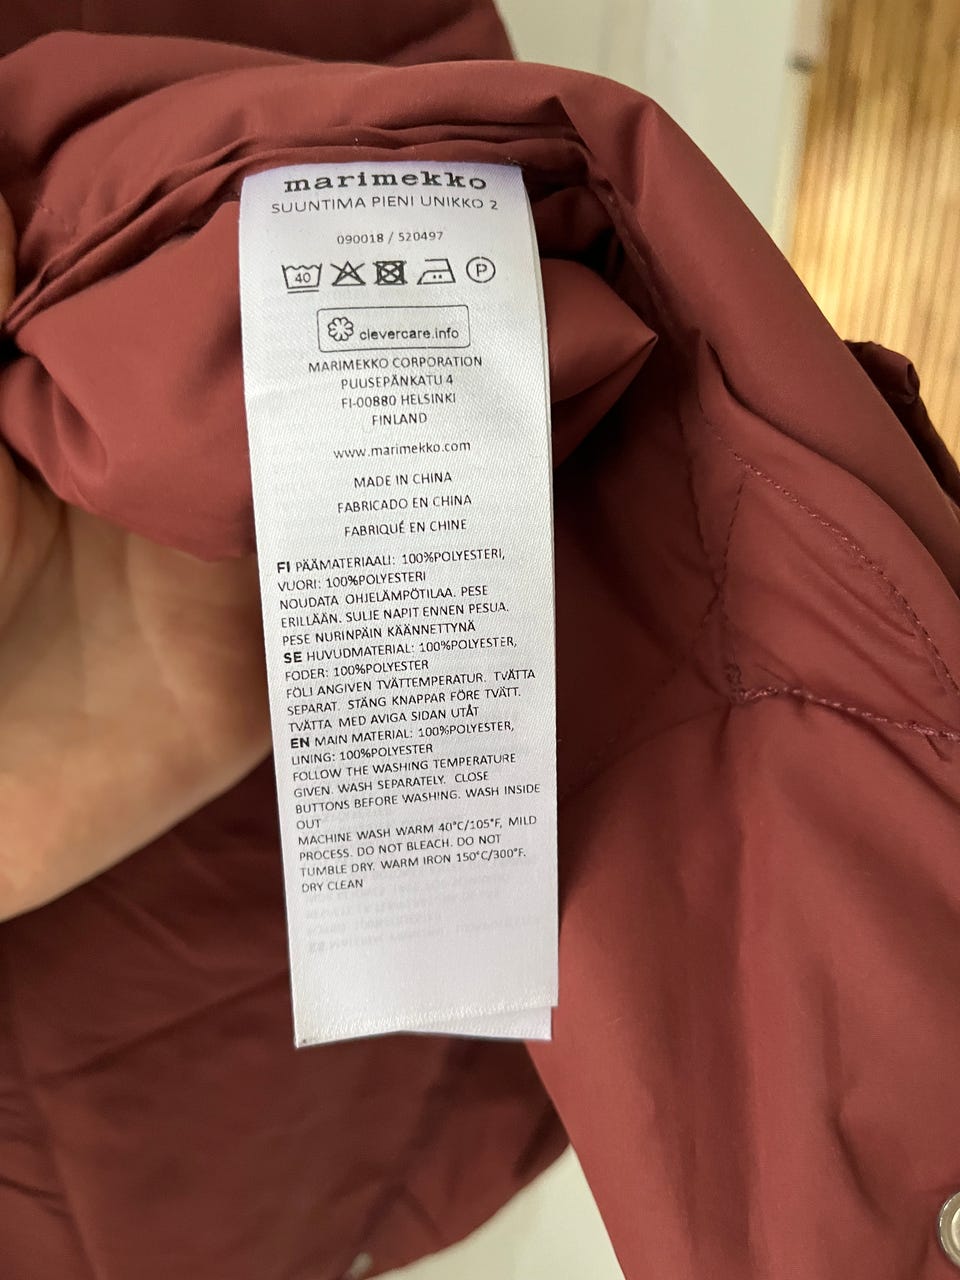 marimekko
SUUNTIMA PIENI UNIKKO 2
090018 / 520497
40 P
clevercare.info
MARIMEKKO CORPORATION
PUUSEPÄNKATU 4
FI-00880 HELSINKI
FINLAND
www.marimekko.com
MADE IN CHINA
FABRICADO EN CHINA
FABRIQUÉ EN CHINE
FI PÄÄMATERIAALI: 100%POLYESTERI,
VUORI: 100%POLYESTERI
NOUDATA OHJELÄMPÖTILAA. PESE
ERILLÄÄN. SULJE NAPIT ENNEN PESUA.
PESE NURINPÄIN KÄÄNNETTYNÄ
SE HUVUDMATERIAL: 100%POLYESTER,
FODER: 100%POLYESTER
FÖLJ ANGIVEN TVÄTTEMPERATUR. TVÄTTA
SEPARAT. STÄNG KNAPPAR FÖRE TVÄTT.
TVÄTTA MED AVIGA SIDAN UTÅT
EN MAIN MATERIAL: 100%POLYESTER,
LINING: 100%POLYESTER
FOLLOW THE WASHING TEMPERATURE
GIVEN. WASH SEPARATELY. CLOSE
BUTTONS BEFORE WASHING. WASH INSIDE
OUT
MACHINE WASH WARM 40°C/105°F, MILD
PROCESS. DO NOT BLEACH. DO NOT
TUMBLE DRY. WARM IRON 150°C/300°F.
DRY CLEAN